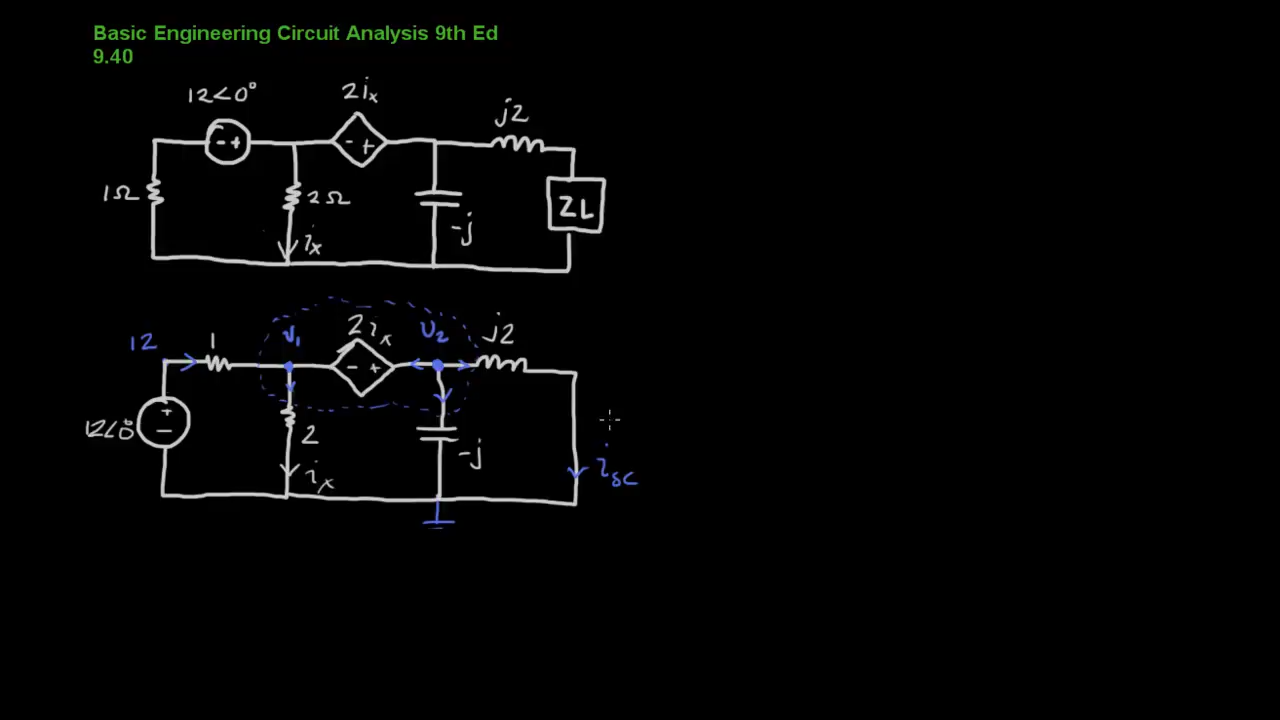 Basic Engineering Circuit Analysis 9th Ed
9.40
12<0°
2ix
j2
- +
- +
1Ω
2Ω
ZL
-j
ix
12
1
V1
2ix
V2
j2
- +
+
-
12<0°
2
-j
ix
isc